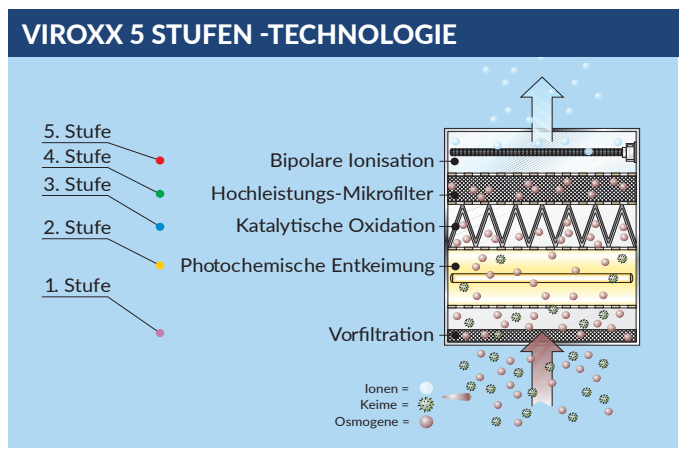 VIROXX 5 STUFEN -TECHNOLOGIE
5. Stufe
Bipolare Ionisation
4. Stufe
Hochleistungs-Mikrofilter
3. Stufe
Katalytische Oxidation
2. Stufe
Photochemische Entkeimung
1. Stufe
Vorfiltration
Ionen =
Keime =
Osmogene =